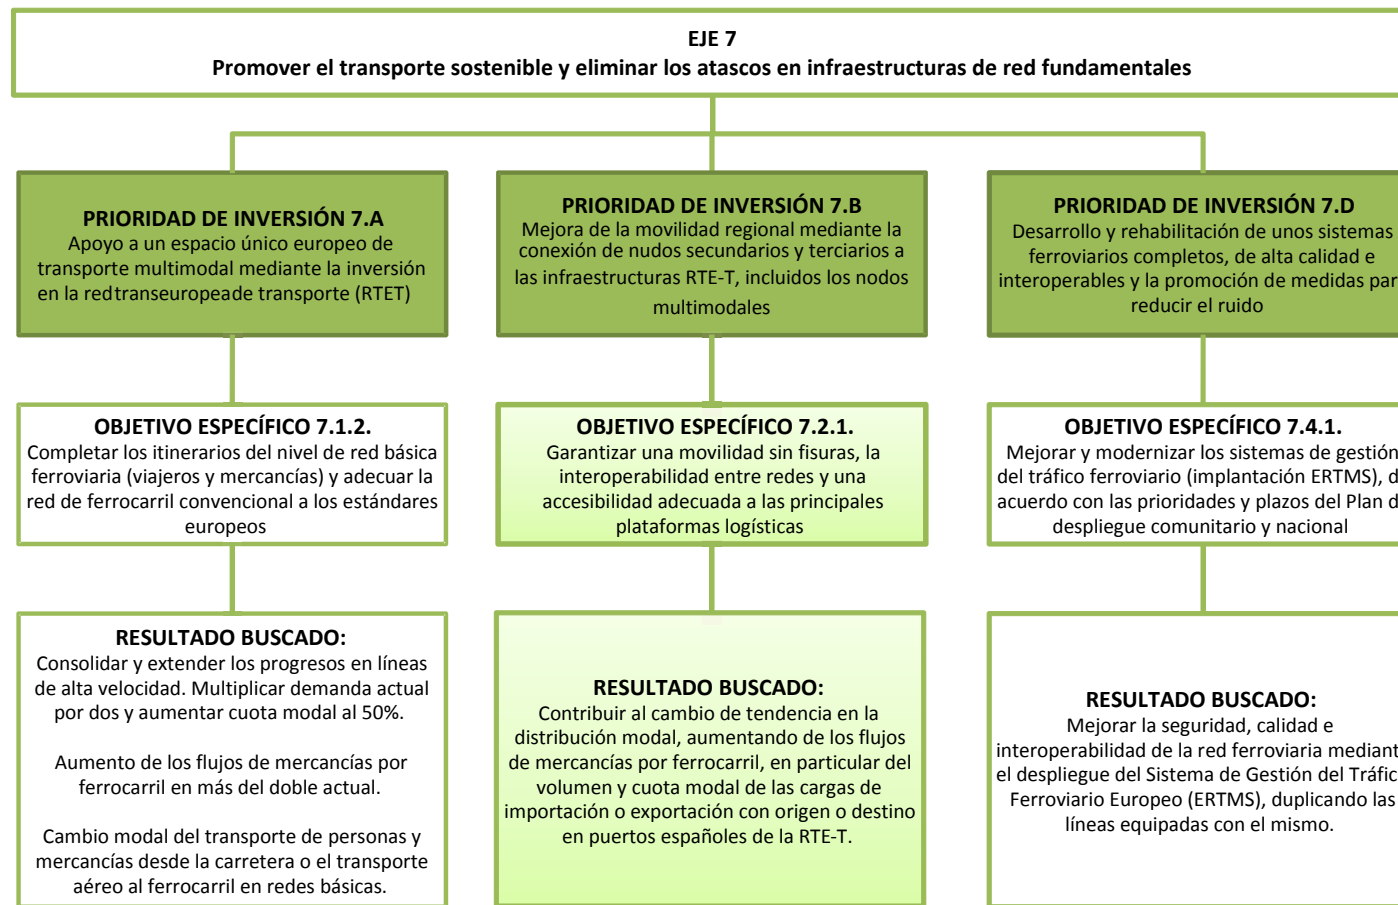 EJE 7
Promover el transporte sostenible y eliminar los atascos en infraestructuras de red fundamentales
PRIORIDAD DE INVERSIÓN 7.A
Apoyo a un espacio único europeo de
transporte multimodal mediante la inversión
en la redtranseuropeade transporte (RTET)
PRIORIDAD DE INVERSIÓN 7.B
Mejora de la movilidad regional mediante la
conexión de nudos secundarios y terciarios a
las infraestructuras RTE-T, incluidos los nodos
multimodales
PRIORIDAD DE INVERSIÓN 7.D
Desarrollo y rehabilitación de unos sistemas
ferroviarios completos, de alta calidad e
interoperables y la promoción de medidas par
reducir el ruido
OBJETIVO ESPECÍFICO 7.1.2.
Completar los itinerarios del nivel de red básica
ferroviaria (viajeros y mercancías) y adecuar la
red de ferrocarril convencional a los estándares
europeos
OBJETIVO ESPECÍFICO 7.2.1.
Garantizar una movilidad sin fisuras, la
interoperabilidad entre redes y una
accesibilidad adecuada a las principales
plataformas logísticas
OBJETIVO ESPECÍFICO 7.4.1.
Mejorar y modernizar los sistemas de gestión
del tráfico ferroviario (implantación ERTMS), d
acuerdo con las prioridades y plazos del Plan d
despliegue comunitario y nacional
RESULTADO BUSCADO:
Consolidar y extender los progresos en líneas
de alta velocidad. Multiplicar demanda actual
por dos y aumentar cuota modal al 50%.
Aumento de los flujos de mercancías por
ferrocarril en más del doble actual.
Cambio modal del transporte de personas y
mercancías desde la carretera o el transporte
aéreo al ferrocarril en redes básicas.
RESULTADO BUSCADO:
Contribuir al cambio de tendencia en la
distribución modal, aumentando de los flujos
de mercancías por ferrocarril, en particular del
volumen y cuota modal de las cargas de
importación o exportación con origen o destino
en puertos españoles de la RTE-T.
RESULTADO BUSCADO:
Mejorar la seguridad, calidad e
interoperabilidad de la red ferroviaria mediant
el despliegue del Sistema de Gestión del Tráfic
Ferroviario Europeo (ERTMS), duplicando las
líneas equipadas con el mismo.